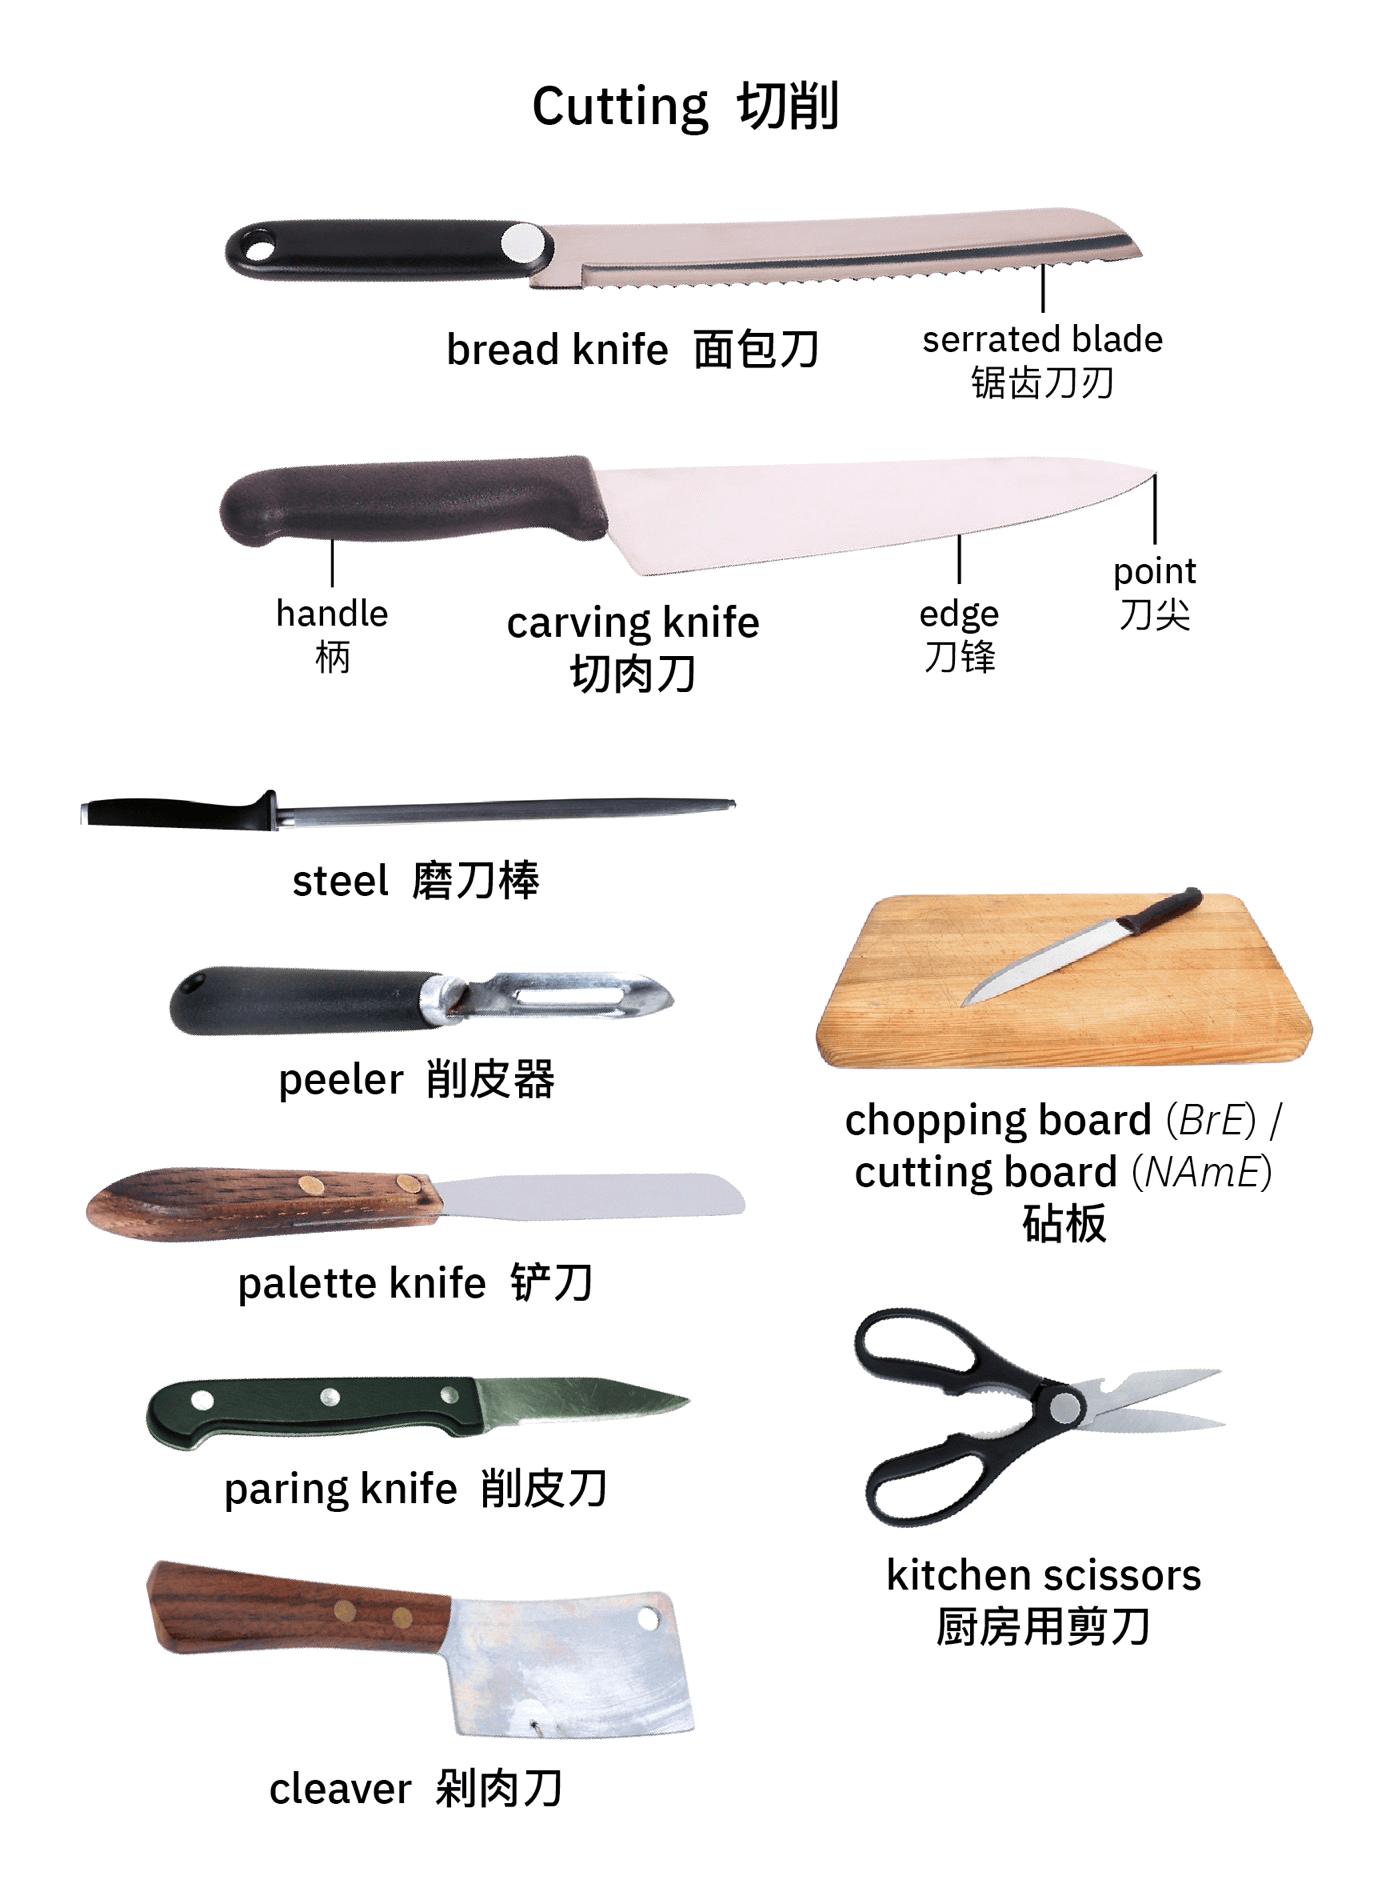 Cutting 切削
bread knife 面包刀
serrated blade
锯齿刀刃
handle
柄
carving knife
切肉刀
edge
刀锋
point
刀尖
steel 磨刀棒
peeler 削皮器
chopping board (BrE) /
cutting board (NAmE)
砧板
palette knife 铲刀
paring knife 削皮刀
kitchen scissors
厨房用剪刀
cleaver 剁肉刀